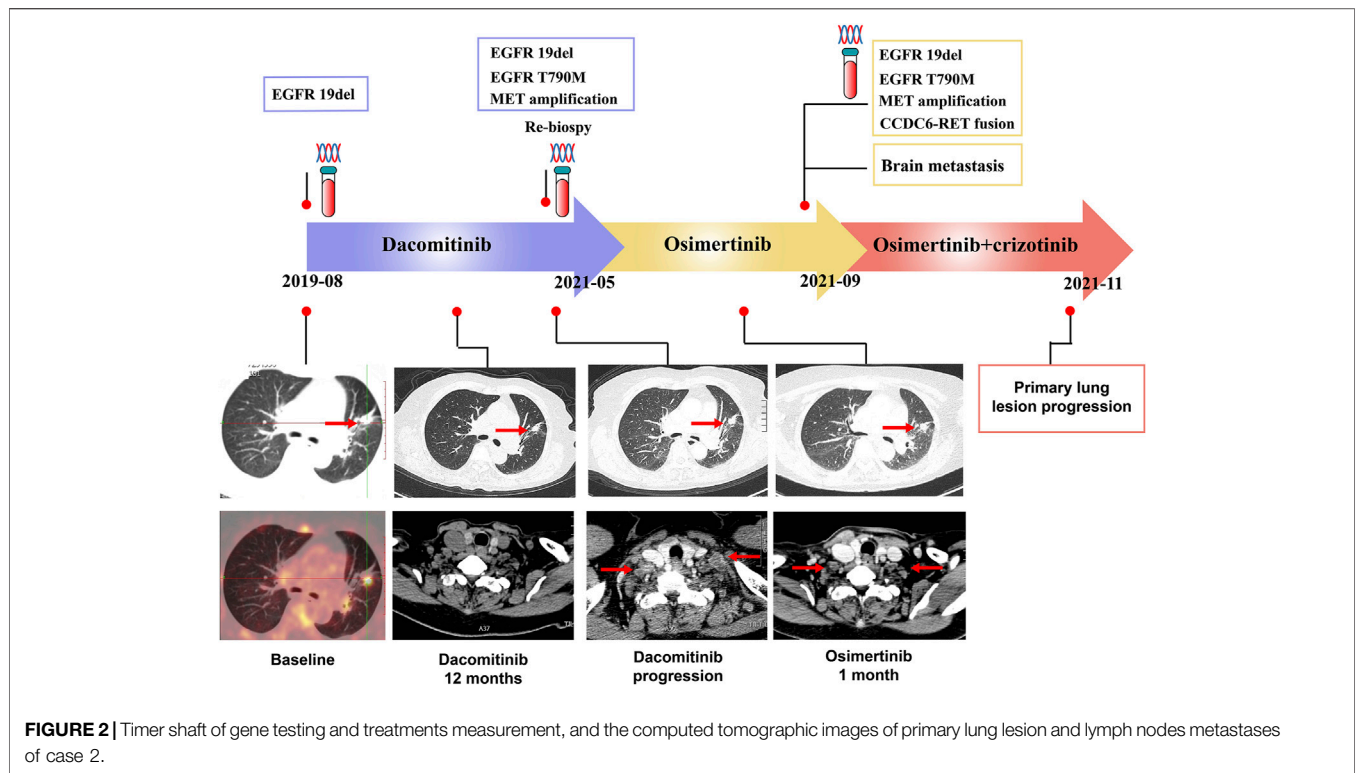 EGFR 19del
EGFR 19del
EGFR T790M
MET amplification
Re-biospy
EGFR 19del
EGFR T790M
MET amplification
CCDC6-RET fusion
Brain metastasis
Dacomitinib
Osimertinib
Osimertinib+crizotinib
2019-08
2021-05
2021-09
2021-11
Primary lung
lesion progression
A37
Baseline
Dacomitinib
12 months
Dacomitinib
progression
Osimertinib
1 month
FIGURE 2 | Timer shaft of gene testing and treatments measurement, and the computed tomographic images of primary lung lesion and lymph nodes metastases
of case 2.